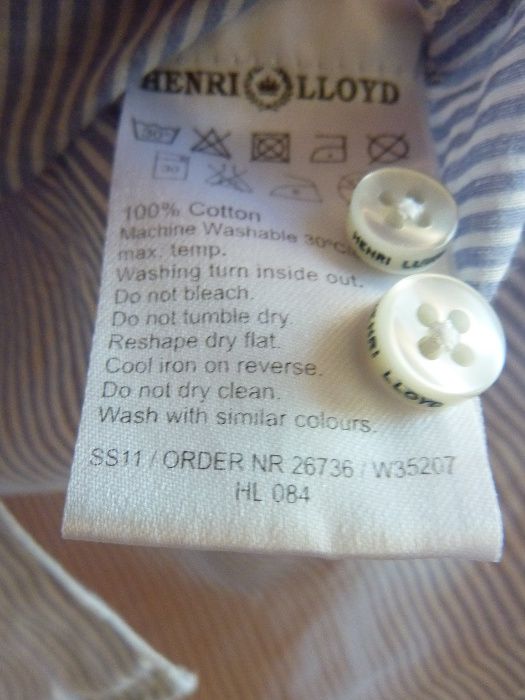 HENRI LLOYD
30°
30
100% Cotton
Machine Washable 30°C
max. temp.
Washing turn inside out.
Do not bleach.
Do not tumble dry
Reshape dry flat.
Cool iron on reverse.
Do not dry clean.
Wash with similar colours.
SS11 / ORDER NR 26736 / W35207
HL 084
HENRI
HENRI LLOYD